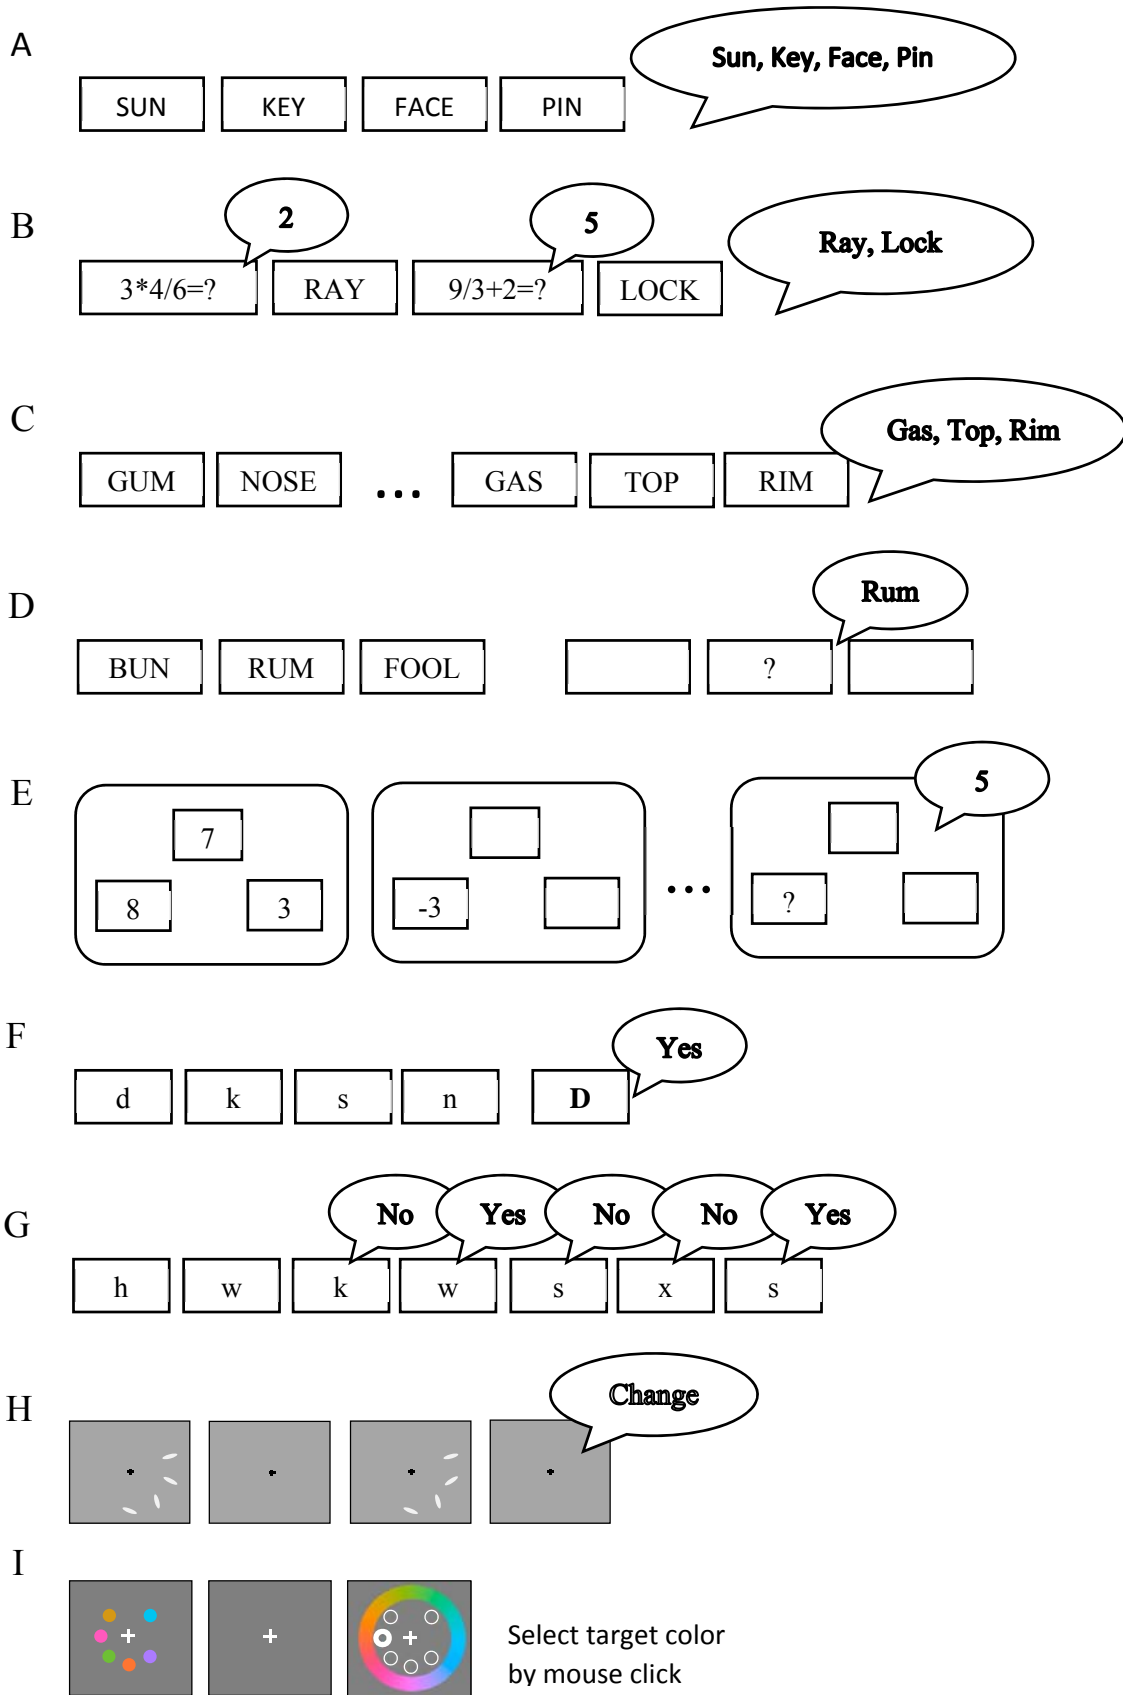 A
Sun, Key, Face, Pin
SUN KEY FACE PIN
B
2 5
Ray, Lock
3*4/6=? RAY 9/3+2=? LOCK
C
Gas, Top, Rim
GUM NOSE ... GAS TOP RIM
D
Rum
BUN RUM FOOL ?
E
5
7
8 3 -3 ... ?
F
Yes
d k s n D
G
No Yes No No Yes
h w k w s x s
H
Change
I
Select target color
by mouse click